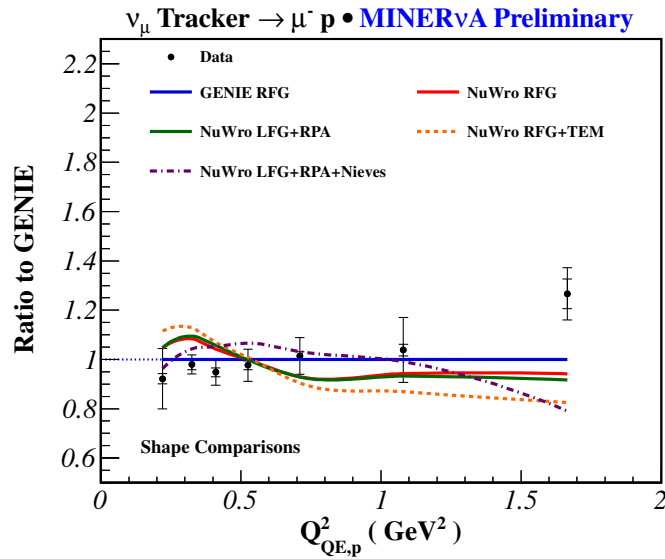 ν_μ Tracker → μ⁻ p • MINERνA Preliminary
Data
GENIE RFG
NuWro RFG
NuWro LFG+RPA
NuWro RFG+TEM
NuWro LFG+RPA+Nieves
Ratio to GENIE
2.2
2
1.8
1.6
1.4
1.2
1
0.8
0.6
Shape Comparisons
0 0.5 1 1.5 2
Q²_QE,p ( GeV² )